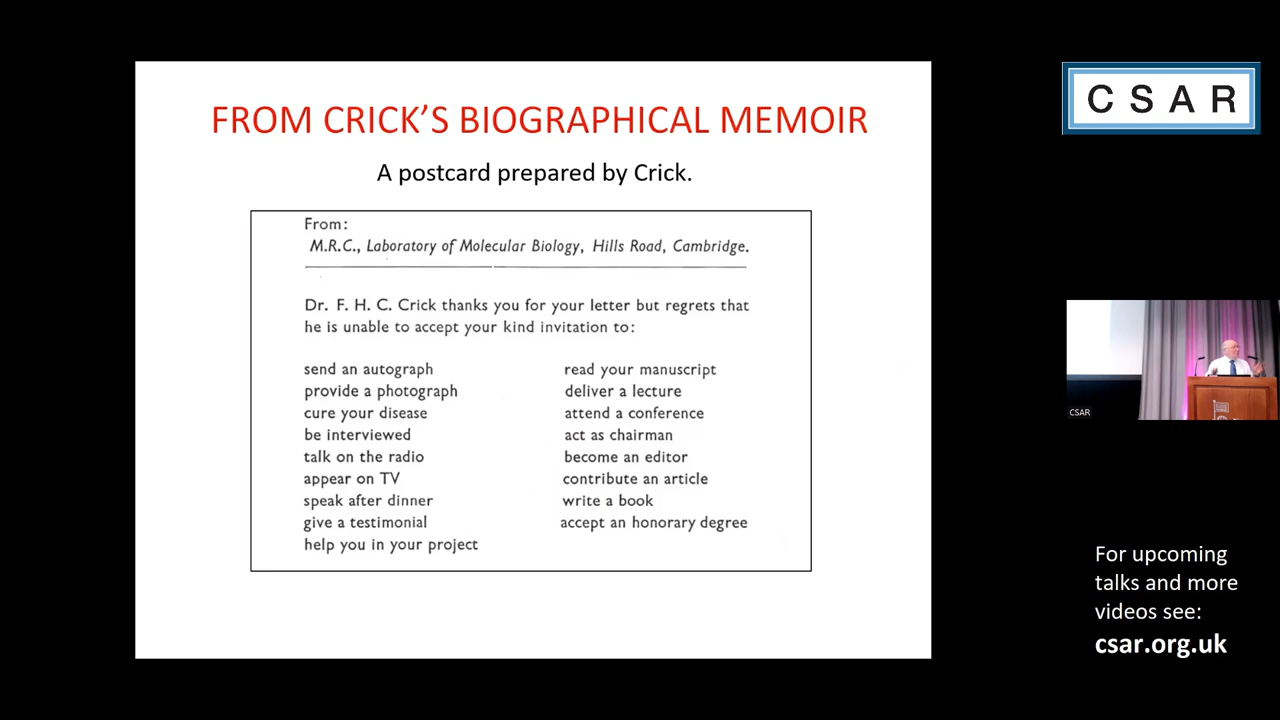 FROM CRICK’S BIOGRAPHICAL MEMOIR
A postcard prepared by Crick.
From:
M.R.C., Laboratory of Molecular Biology, Hills Road, Cambridge.
Dr. F. H. C. Crick thanks you for your letter but regrets that
he is unable to accept your kind invitation to:
send an autograph
provide a photograph
cure your disease
be interviewed
talk on the radio
appear on TV
speak after dinner
give a testimonial
help you in your project
read your manuscript
deliver a lecture
attend a conference
act as chairman
become an editor
contribute an article
write a book
accept an honorary degree
CSAR
CSAR
For upcoming
talks and more
videos see:
csar.org.uk